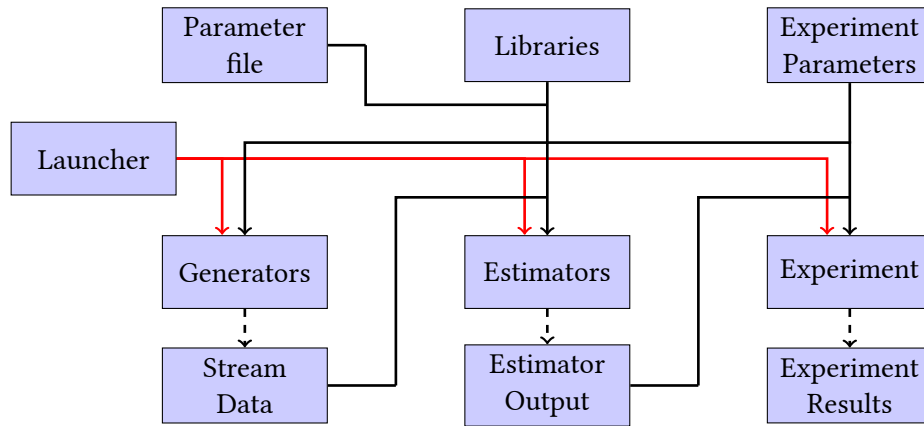 Parameter
file
Libraries
Experiment
Parameters
Launcher
Generators
Estimators
Experiment
Stream
Data
Estimator
Output
Experiment
Results